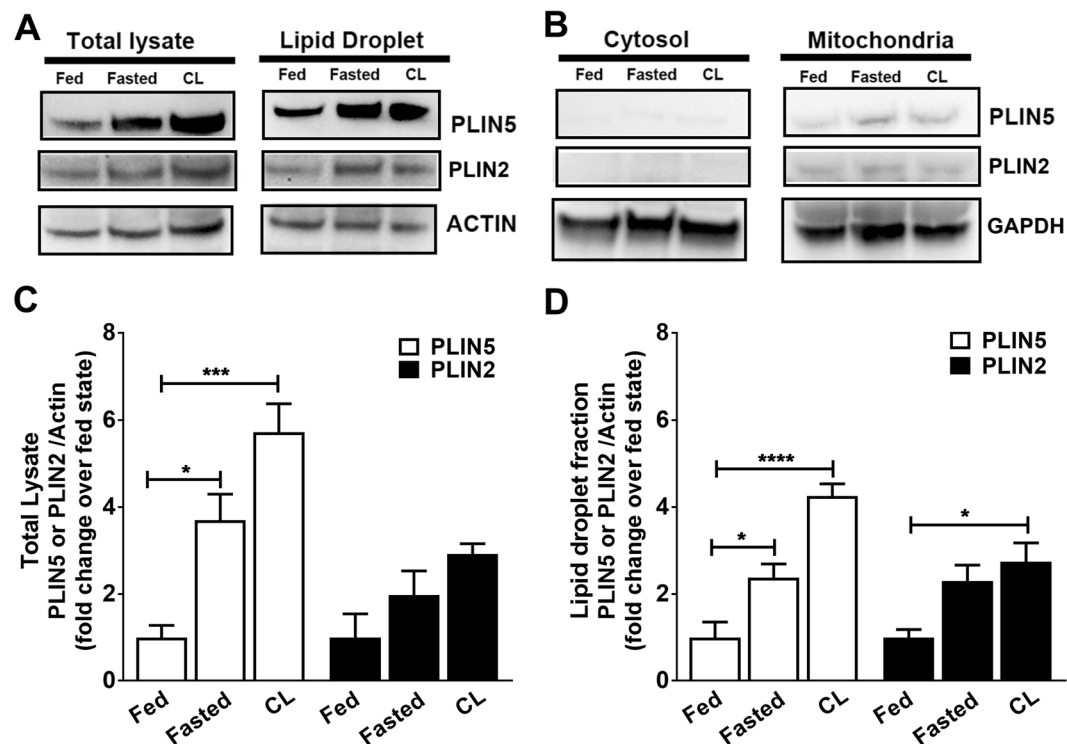 A
Total lysate
Lipid Droplet
Fed Fasted CL
Fed Fasted CL
PLIN5
PLIN2
ACTIN
B
Cytosol
Mitochondria
Fed Fasted CL
Fed Fasted CL
PLIN5
PLIN2
GAPDH
C
Total Lysate
PLIN5 or PLIN2 /Actin
(fold change over fed state)
8
6
4
2
0
***
*
PLIN5
PLIN2
Fed
Fasted
CL
Fed
Fasted
CL
D
Lipid droplet fraction
PLIN5 or PLIN2 /Actin
(fold change over fed state)
8
6
4
2
0
****
*
*
PLIN5
PLIN2
Fed
Fasted
CL
Fed
Fasted
CL